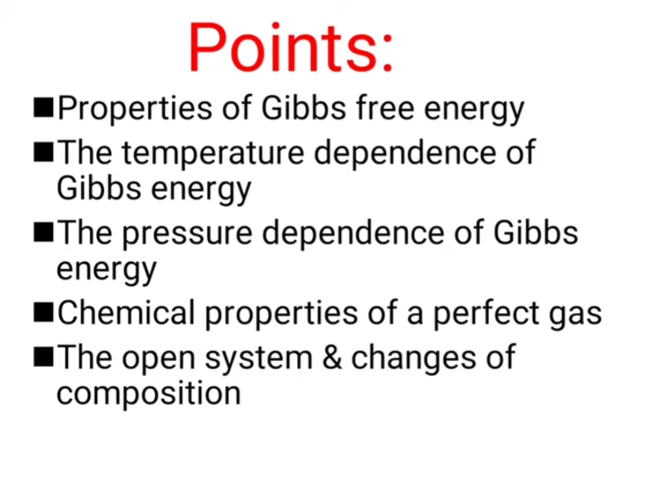 Points:
■Properties of Gibbs free energy
■The temperature dependence of
Gibbs energy
■The pressure dependence of Gibbs
energy
■Chemical properties of a perfect gas
■The open system & changes of
composition